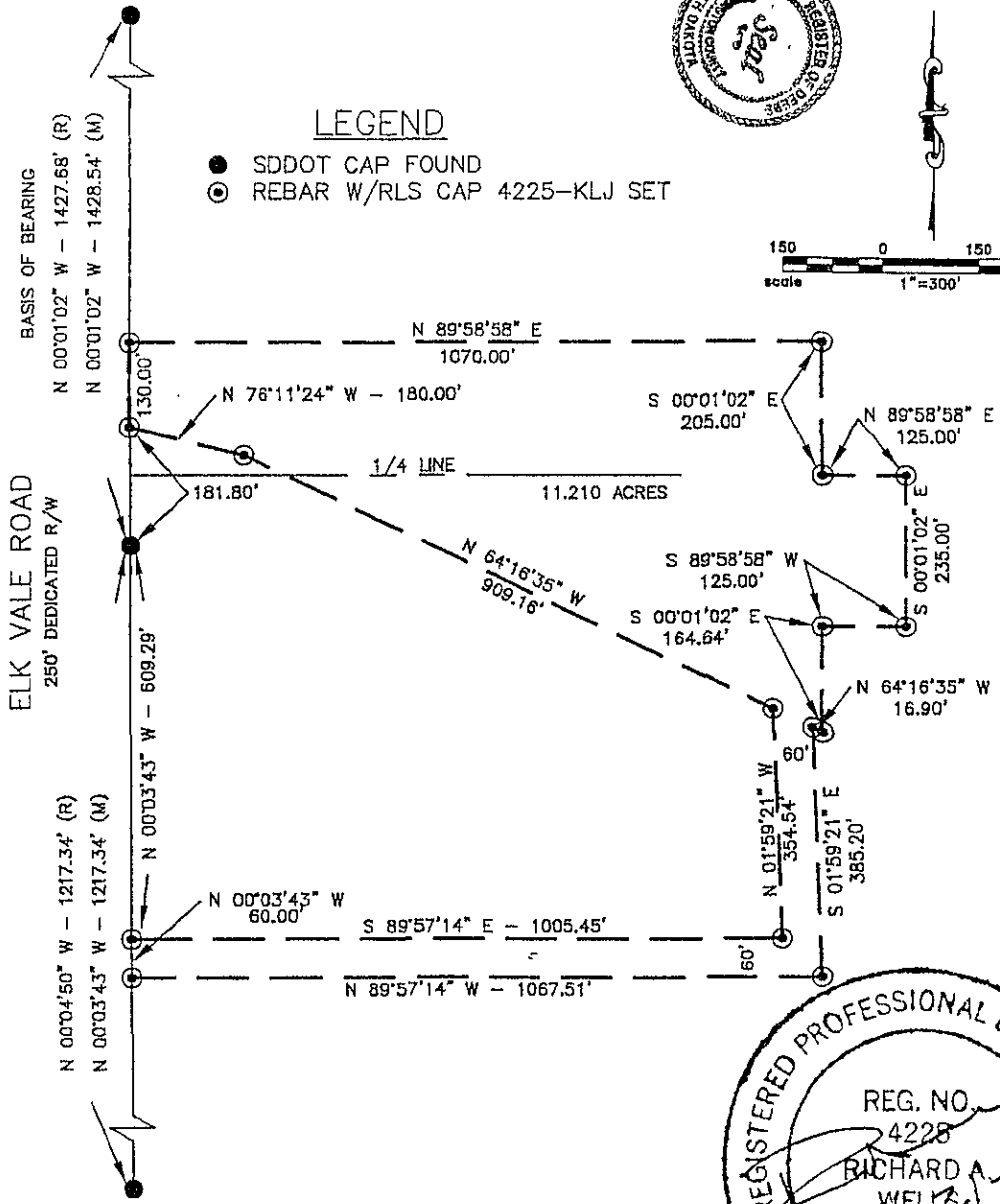 REGISTER OF DEEDS
Seal
LEGEND
SDDOT CAP FOUND
REBAR W/RLS CAP 4225-KLJ SET
BASIS OF BEARING
N 00°01'02" W - 1427.68' (R)
N 00°01'02" W - 1428.54' (M)
150 0 150
scale 1"=300'
N 89°58'58" E
1070.00'
130.00'
N 76°11'24" W - 180.00'
S 00°01'02" E
205.00'
N 89°58'58" E
125.00'
1/4 LINE
181.80'
11.210 ACRES
ELK VALE ROAD
250' DEDICATED R/W
S 00°01'02" E
235.00'
N 64°16'35" W
909.16'
S 89°58'58" W
125.00'
S 00°01'02" E
164.64'
N 64°16'35" W
16.90'
60'
N 00°03'43" W - 609.29'
N 01°59'21" W
354.54'
S 01°59'21" E
385.20'
N 00°04'50" W - 1217.34' (R)
N 00°03'43" W - 1217.34' (M)
N 00°03'43" W
60.00'
S 89°57'14" E - 1005.45'
60'
N 89°57'14" W - 1067.51'
REGISTERED PROFESSIONAL
REG. NO.
4225
RICHARD A.